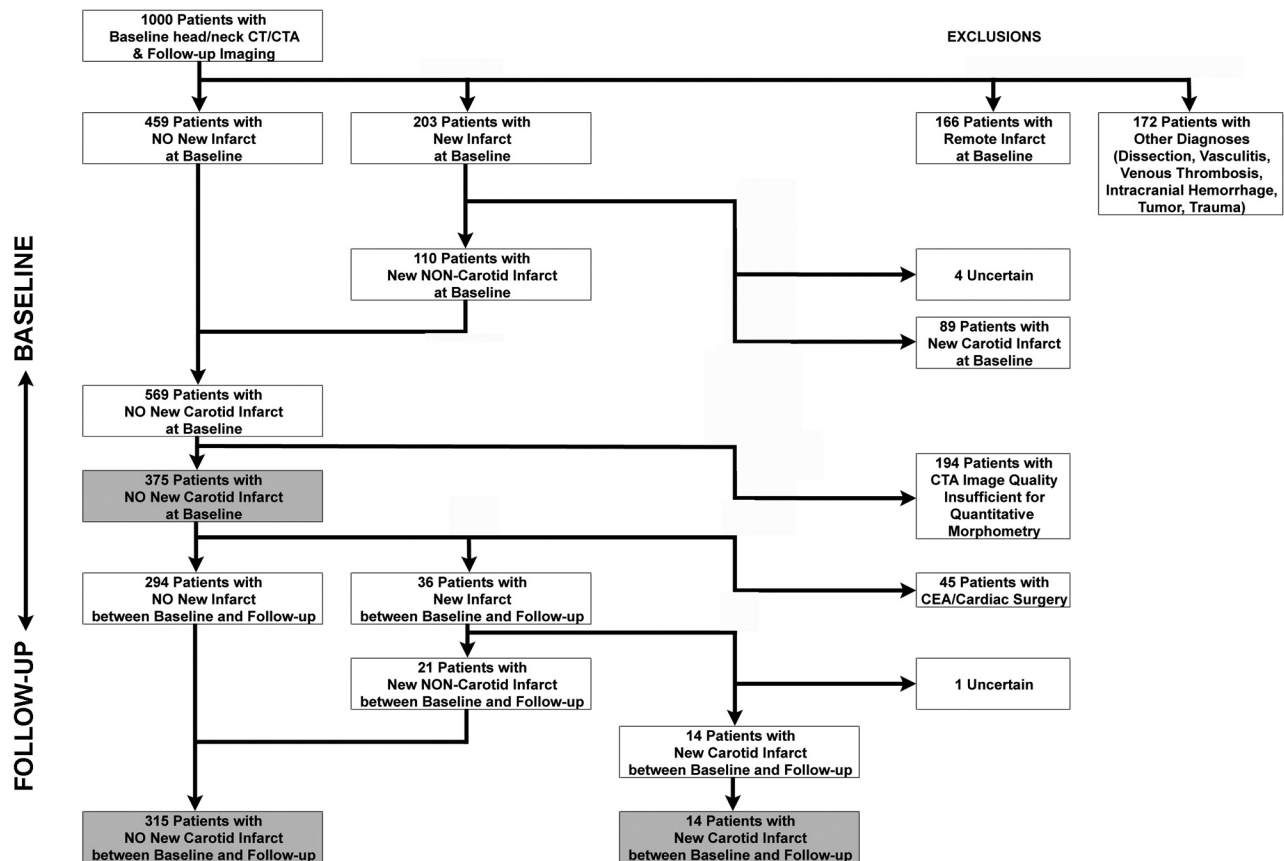 1000 Patients with
Baseline head/neck CT/CTA
& Follow-up Imaging
EXCLUSIONS
459 Patients with
NO New Infarct
at Baseline
203 Patients with
New Infarct
at Baseline
166 Patients with
Remote Infarct
at Baseline
172 Patients with
Other Diagnoses
(Dissection, Vasculitis,
Venous Thrombosis,
Intracranial Hemorrhage,
Tumor, Trauma)
110 Patients with
New NON-Carotid Infarct
at Baseline
4 Uncertain
89 Patients with
New Carotid Infarct
at Baseline
BASELINE
569 Patients with
NO New Carotid Infarct
at Baseline
375 Patients with
NO New Carotid Infarct
at Baseline
194 Patients with
CTA Image Quality
Insufficient for
Quantitative
Morphometry
294 Patients with
NO New Infarct
between Baseline and Follow-up
36 Patients with
New Infarct
between Baseline and Follow-up
45 Patients with
CEA/Cardiac Surgery
FOLLOW-UP
21 Patients with
New NON-Carotid Infarct
between Baseline and Follow-up
1 Uncertain
14 Patients with
New Carotid Infarct
between Baseline and Follow-up
315 Patients with
NO New Carotid Infarct
between Baseline and Follow-up
14 Patients with
New Carotid Infarct
between Baseline and Follow-up